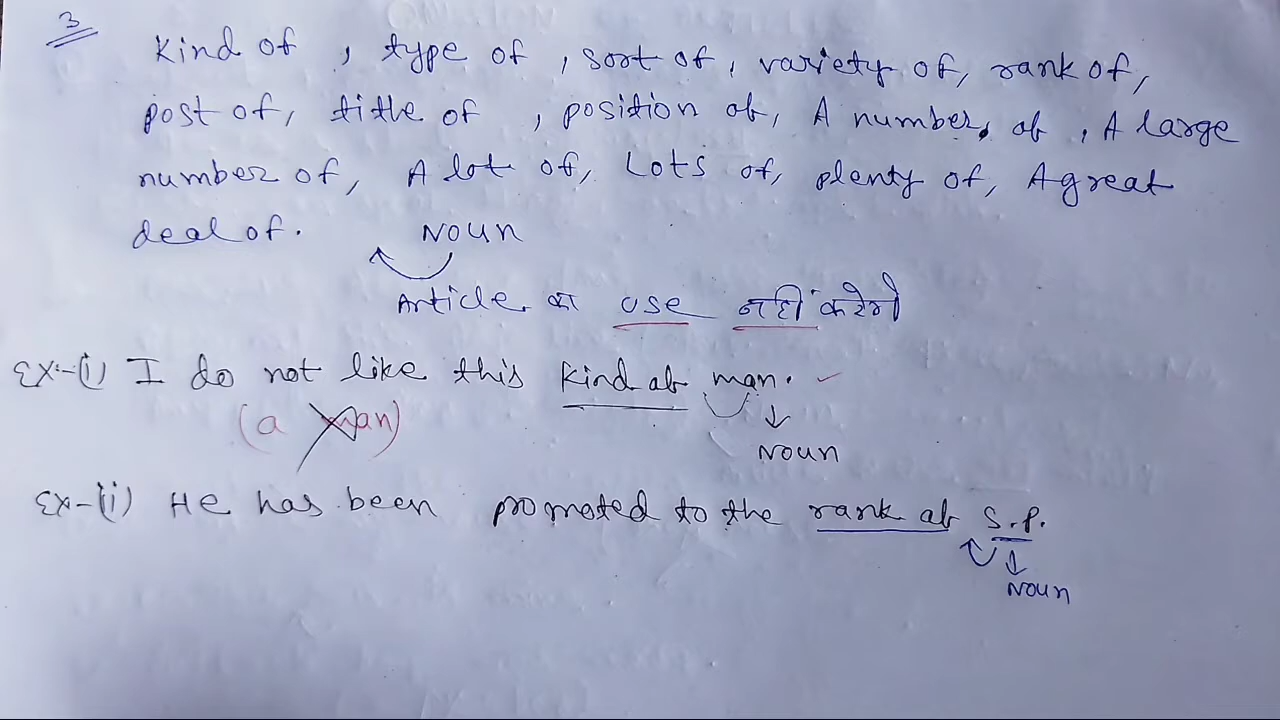 3
Kind of, type of, sort of, variety of, rank of,
post of, title of, position of, A number, of, A large
number of, A lot of, Lots of, plenty of, A great
deal of. Noun
Article का use नहीं करेगे
Ex-(i) I do not like this kind of man.
(a man)
Noun
Ex-(ii) He has been promoted to the rank of S.P.
Noun